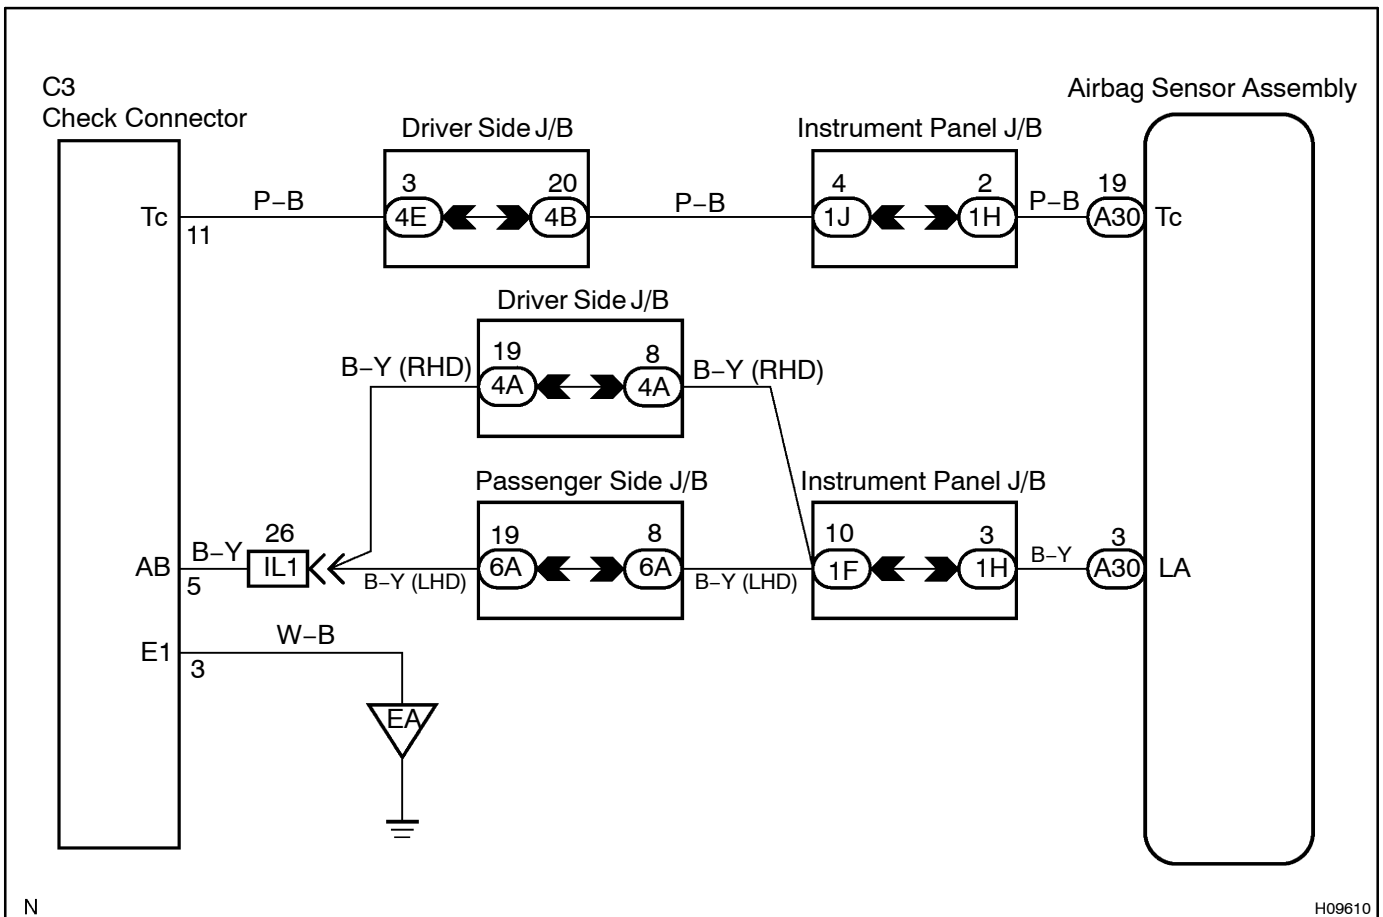 C3
Check Connector
Airbag Sensor Assembly
Driver Side J/B
Instrument Panel J/B
Tc
11
P–B
3
4E
20
4B
P–B
4
1J
2
1H
P–B
19
A30
Tc
Driver Side J/B
B–Y (RHD)
19
4A
8
4A
B–Y (RHD)
Passenger Side J/B
Instrument Panel J/B
AB
5
B–Y
26
IL1
B–Y (LHD)
19
6A
8
6A
B–Y (LHD)
10
1F
3
1H
B–Y
3
A30
LA
E1
3
W–B
EA
N
H09610